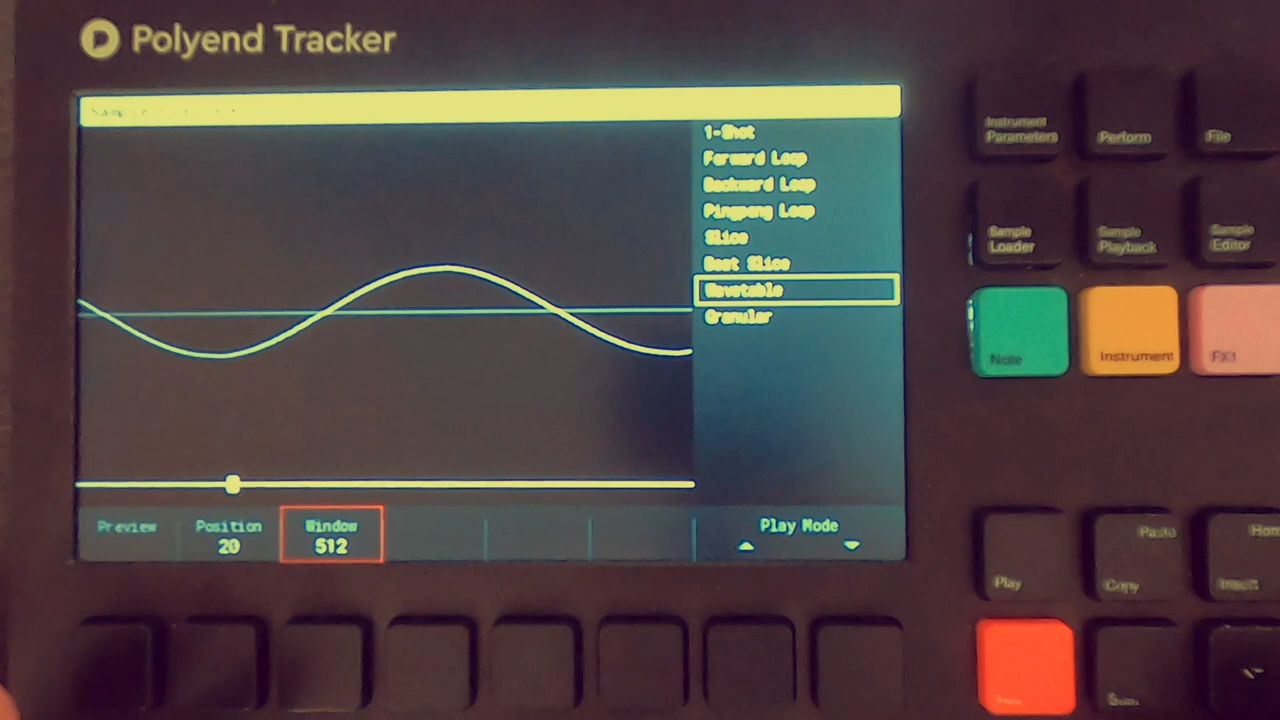 Polyend Tracker
1-Shot
Forward Loop
Backward Loop
Pingpong Loop
Slice
Beat Slice
Wavetable
Granular
Preview
Position
20
Window
512
Play Mode
Instrument
Parameters
Perform
File
Sample
Loader
Sample
Playback
Sample
Editor
Note
Instrument
FX1
Play
Copy
Paste
Insert